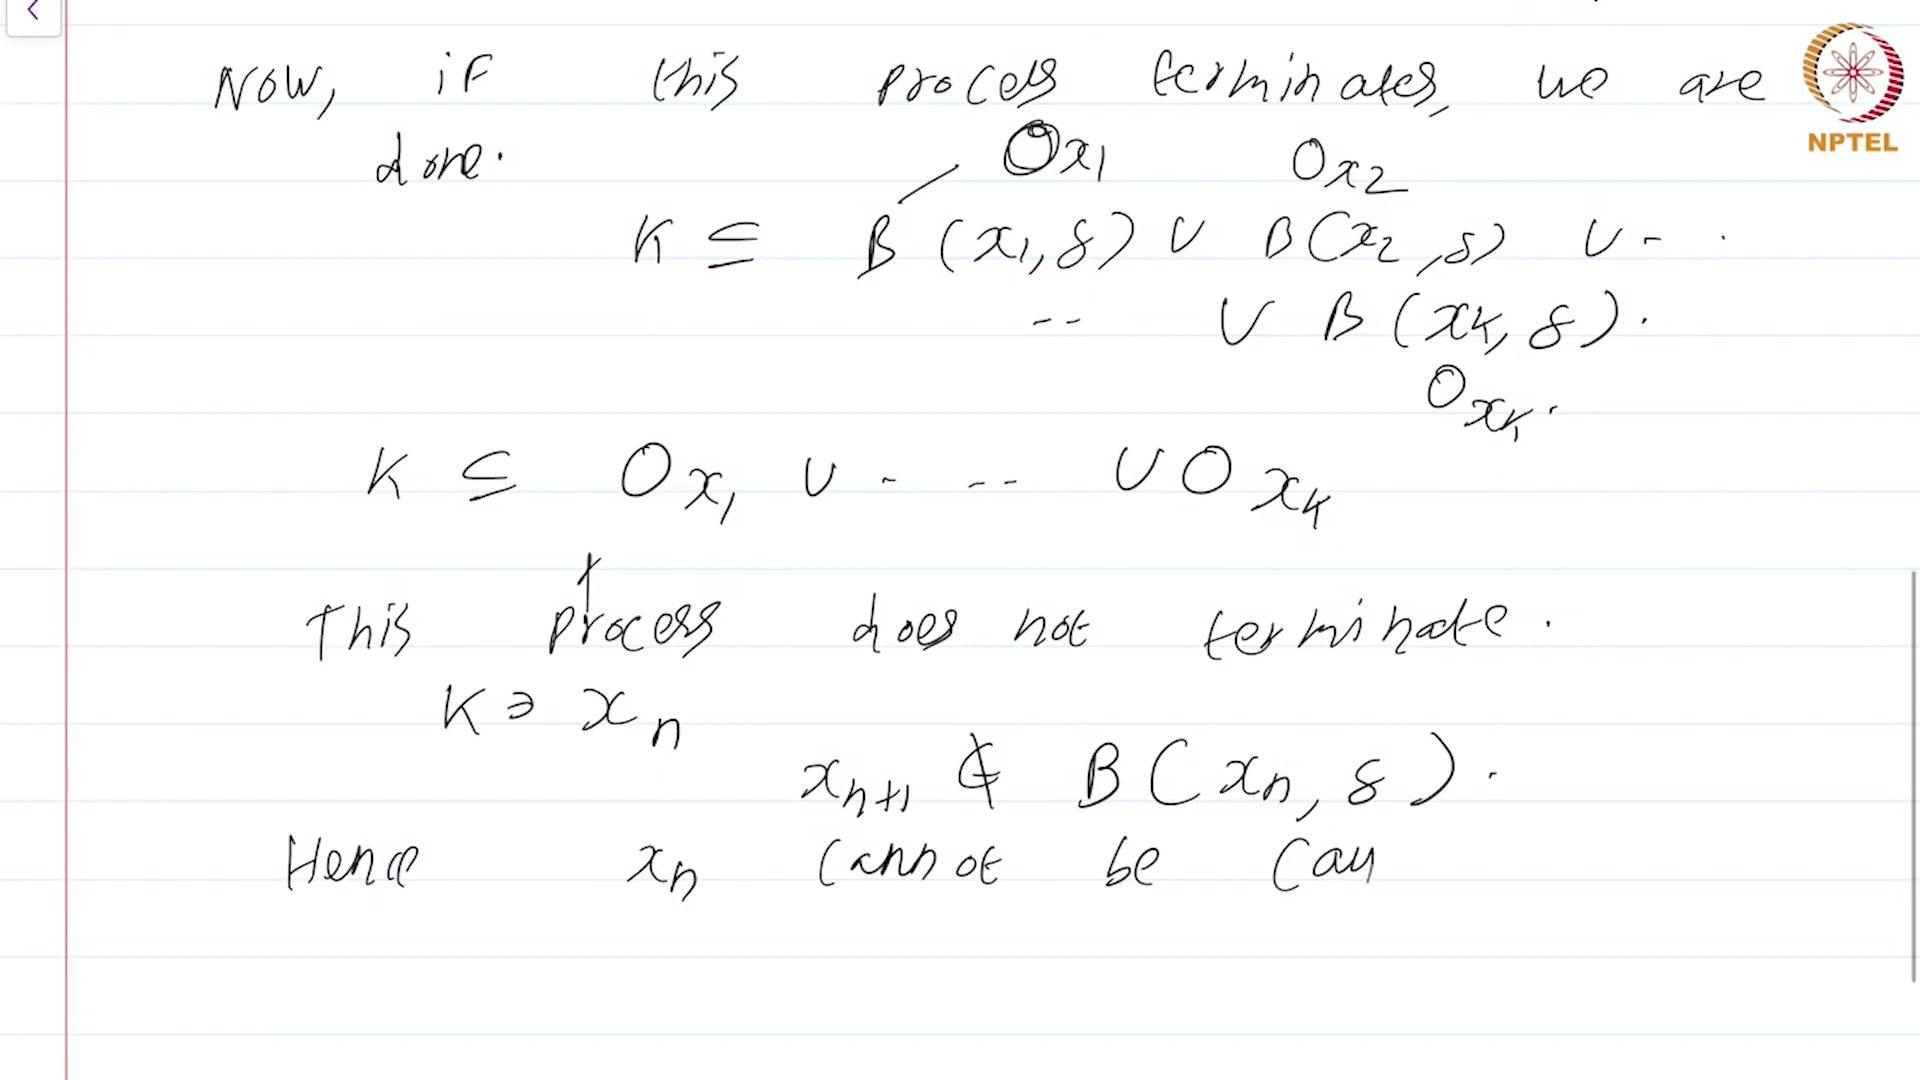 Now, if this process terminates, we are
NPTEL
done. Ox1 Ox2
K ⊆ B(x1, δ) ∪ B(x2, δ) ∪ - ·
-- ∪ B(xk, δ).
Oxk.
K ⊆ Ox1 ∪ - -- ∪ Oxk
↑
This process does not terminate.
K ∋ xn
xn+1 ∉ B(xn, δ).
Hence xn cannot be Cau